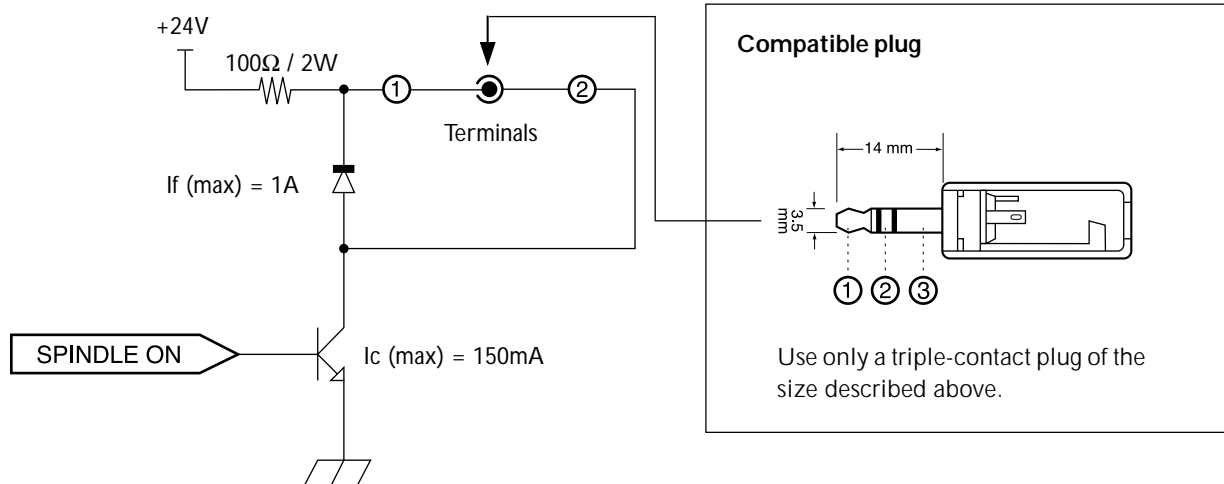 +24V
100Ω / 2W
①
②
Terminals
If (max) = 1A
SPINDLE ON
Ic (max) = 150mA
Compatible plug
14 mm
3.5
mm
① ② ③
Use only a triple-contact plug of the
size described above.